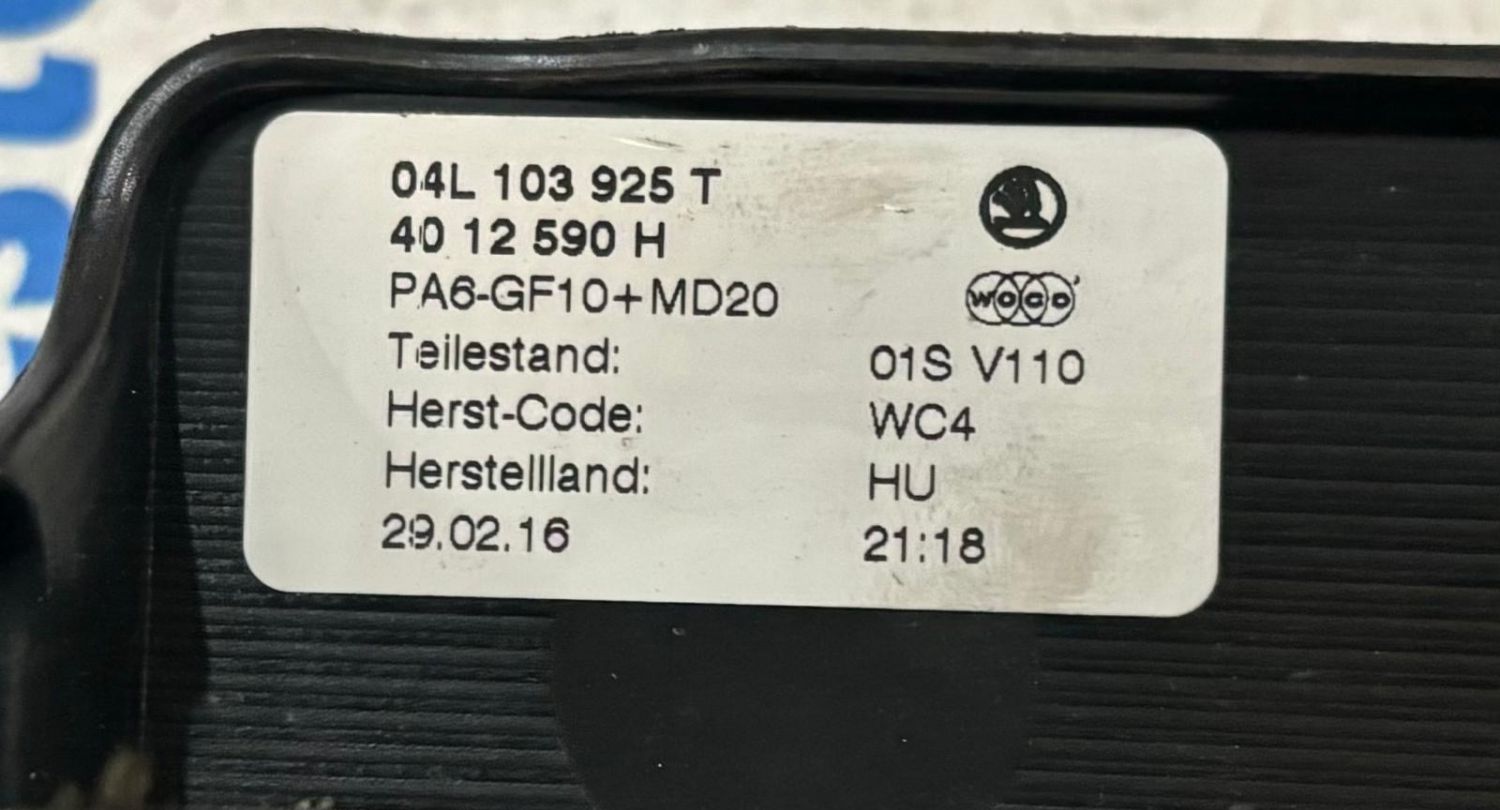 04L 103 925 T
40 12 590 H
woco
PA6-GF10+MD20
Teilestand: 01S V110
Herst-Code: WC4
Herstellland: HU
29.02.16 21:18